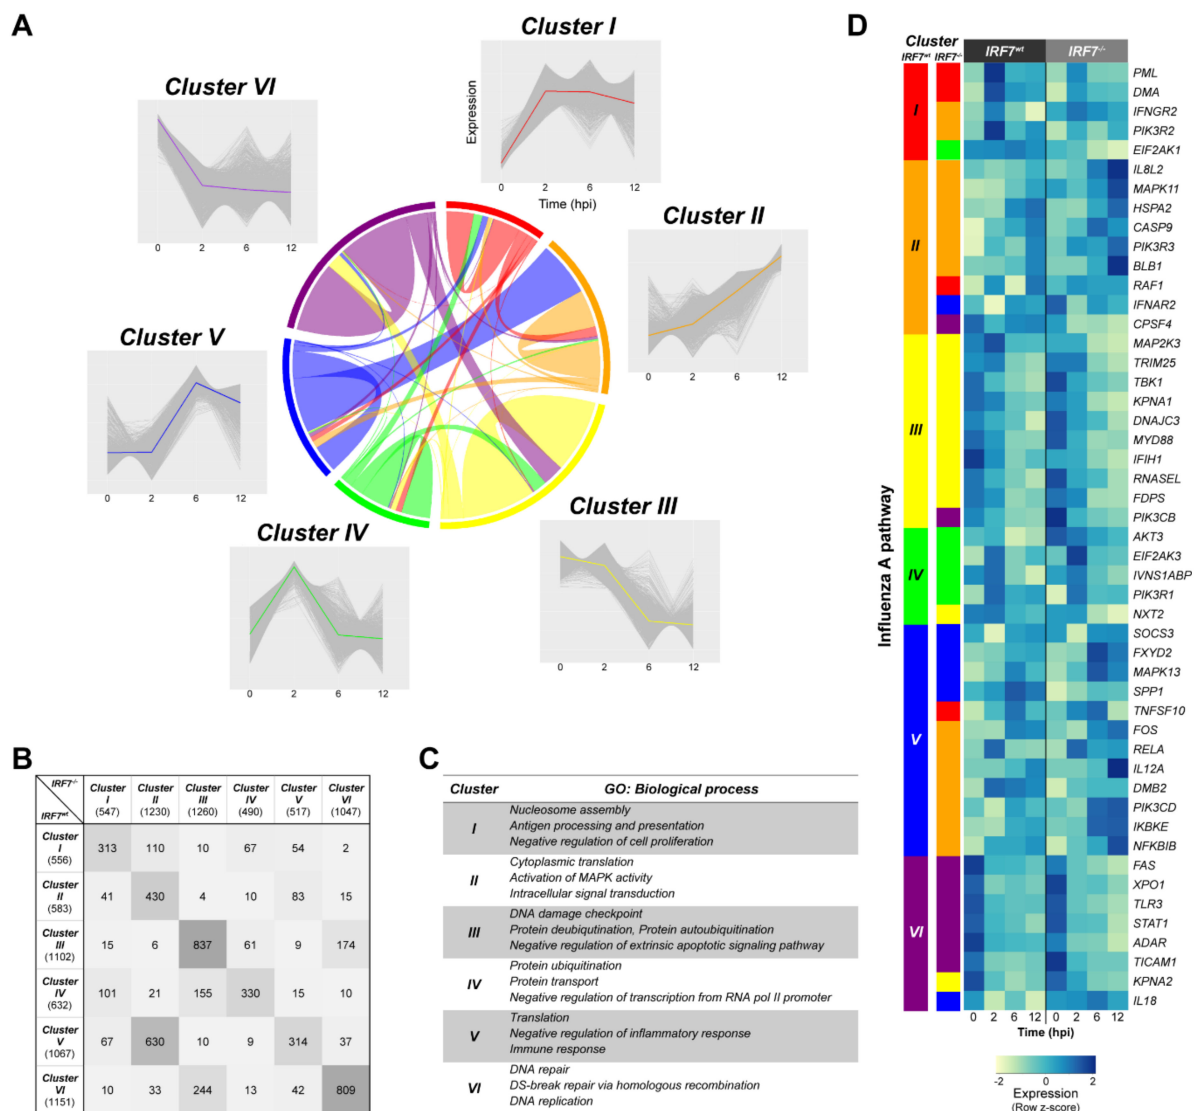 A
Cluster I
Expression
0 2 6 12
Time (hpi)
Cluster VI
0 2 6 12
Cluster II
0 2 6 12
Cluster V
0 2 6 12
Cluster III
0 2 6 12
Cluster IV
0 2 6 12
B
IRF7-/-
IRF7wt
Cluster I (547) Cluster II (1230) Cluster III (1260) Cluster IV (490) Cluster V (517) Cluster VI (1047)
Cluster I (556) 313 110 10 67 54 2
Cluster II (583) 41 430 4 10 83 15
Cluster III (1102) 15 6 837 61 9 174
Cluster IV (632) 101 21 155 330 15 10
Cluster V (1067) 67 630 10 9 314 37
Cluster VI (1151) 10 33 244 13 42 809
C
Cluster GO: Biological process
I
Nucleosome assembly
Antigen processing and presentation
Negative regulation of cell proliferation
II
Cytoplasmic translation
Activation of MAPK activity
Intracellular signal transduction
III
DNA damage checkpoint
Protein deubiqutination, Protein autoubiquitination
Negative regulation of extrinsic apoptotic signaling pathway
IV
Protein ubiquitination
Protein transport
Negative regulation of transcription from RNA pol II promoter
V
Translation
Negative regulation of inflammatory response
Immune response
VI
DNA repair
DS-break repair via homologous recombination
DNA replication
D
Cluster
IRF7wt IRF7-/-
IRF7wt IRF7-/-
Influenza A pathway
I
PML
DMA
IFNGR2
PIK3R2
EIF2AK1
II
IL8L2
MAPK11
HSPA2
CASP9
PIK3R3
BLB1
RAF1
IFNAR2
CPSF4
III
MAP2K3
TRIM25
TBK1
KPNA1
DNAJC3
MYD88
IFIH1
RNASEL
FDPS
PIK3CB
IV
AKT3
EIF2AK3
IVNS1ABP
PIK3R1
NXT2
V
SOCS3
FXYD2
MAPK13
SPP1
TNFSF10
FOS
RELA
IL12A
DMB2
PIK3CD
IKBKE
NFKBIB
VI
FAS
XPO1
TLR3
STAT1
ADAR
TICAM1
KPNA2
IL18
0 2 6 12 0 2 6 12
Time (hpi)
-2 0 2
Expression
(Row z-score)